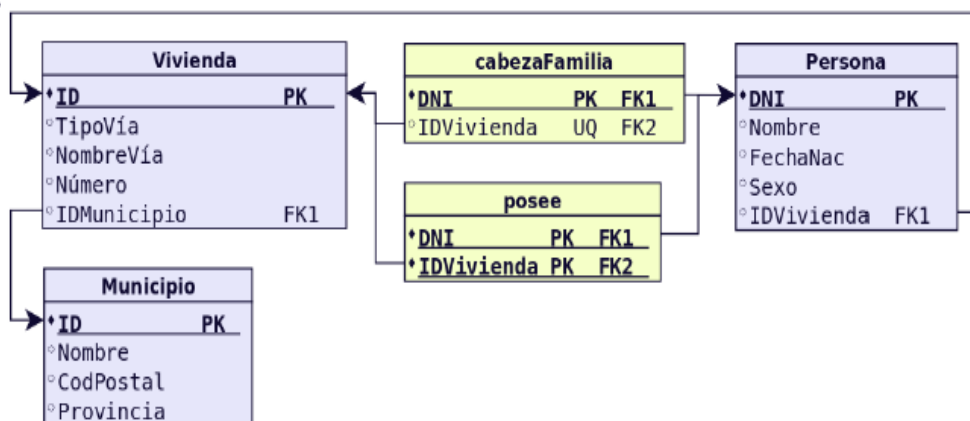 Vivienda
ID PK
TipoVía
NombreVía
Número
IDMunicipio FK1
cabezaFamilia
DNI PK FK1
IDVivienda UQ FK2
posee
DNI PK FK1
IDVivienda PK FK2
Persona
DNI PK
Nombre
FechaNac
Sexo
IDVivienda FK1
Municipio
ID PK
Nombre
CodPostal
Provincia